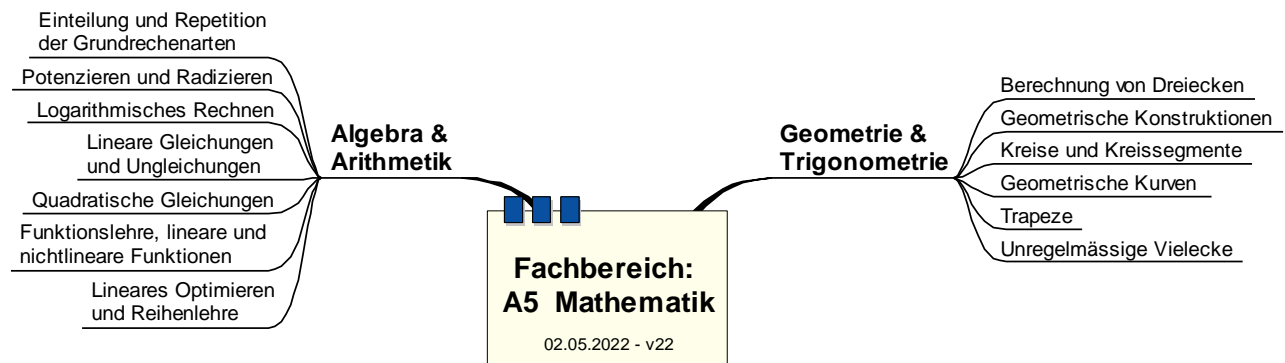 Einteilung und Repetition
der Grundrechenarten
Potenzieren und Radizieren
Logarithmisches Rechnen
Lineare Gleichungen
und Ungleichungen
Quadratische Gleichungen
Funktionslehre, lineare und
nichtlineare Funktionen
Lineares Optimieren
und Reihenlehre
Algebra &
Arithmetik
Fachbereich:
A5 Mathematik
02.05.2022 - v22
Geometrie &
Trigonometrie
Berechnung von Dreiecken
Geometrische Konstruktionen
Kreise und Kreissegmente
Geometrische Kurven
Trapeze
Unregelmässige Vielecke